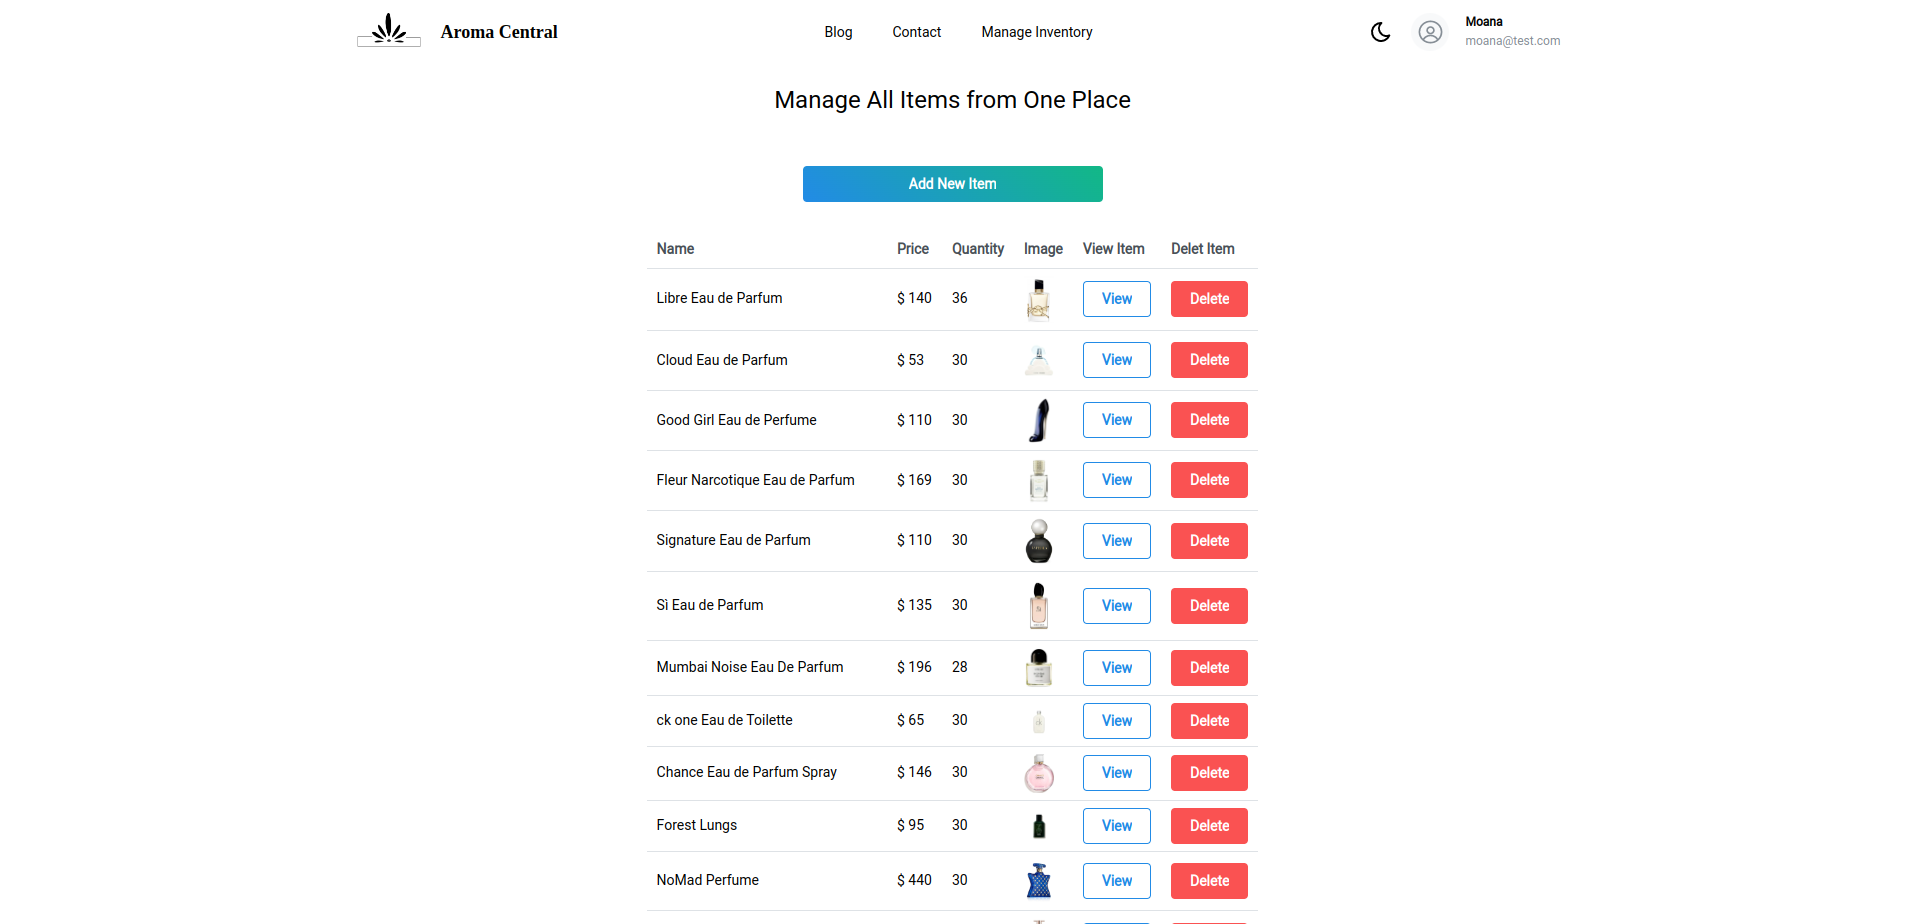 Aroma Central
Blog Contact Manage Inventory
Moana
moana@test.com
Manage All Items from One Place
Add New Item
Name Price Quantity Image View Item Delet Item
Libre Eau de Parfum $ 140 36 View Delete
Cloud Eau de Parfum $ 53 30 View Delete
Good Girl Eau de Perfume $ 110 30 View Delete
Fleur Narcotique Eau de Parfum $ 169 30 View Delete
Signature Eau de Parfum $ 110 30 View Delete
Sì Eau de Parfum $ 135 30 View Delete
Mumbai Noise Eau De Parfum $ 196 28 View Delete
ck one Eau de Toilette $ 65 30 View Delete
Chance Eau de Parfum Spray $ 146 30 View Delete
Forest Lungs $ 95 30 View Delete
NoMad Perfume $ 440 30 View Delete